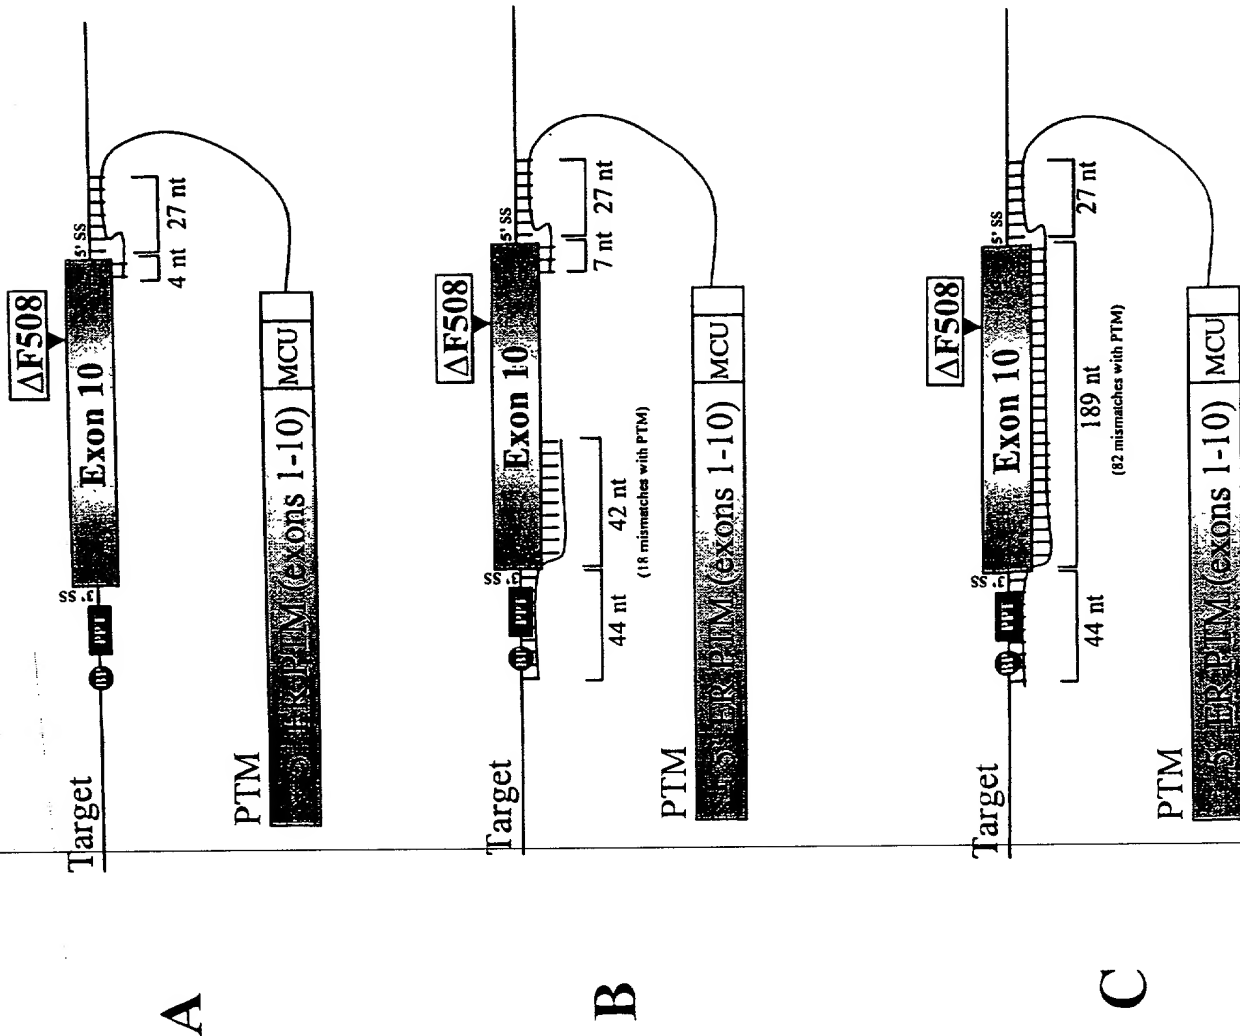 A
Target
BP
PPT
3' SS
Exon 10
ΔF508
5' SS
4 nt
27 nt
PTM
5'-ER PTM (exons 1-10)
MCU
B
Target
BP
PPT
3' SS
Exon 10
ΔF508
5' SS
44 nt
42 nt
(18 mismatches with PTM)
7 nt
27 nt
PTM
5'-ER PTM (exons 1-10)
MCU
C
Target
BP
PPT
3' SS
Exon 10
ΔF508
5' SS
44 nt
189 nt
(82 mismatches with PTM)
27 nt
PTM
5'-ER PTM (exons 1-10)
MCU